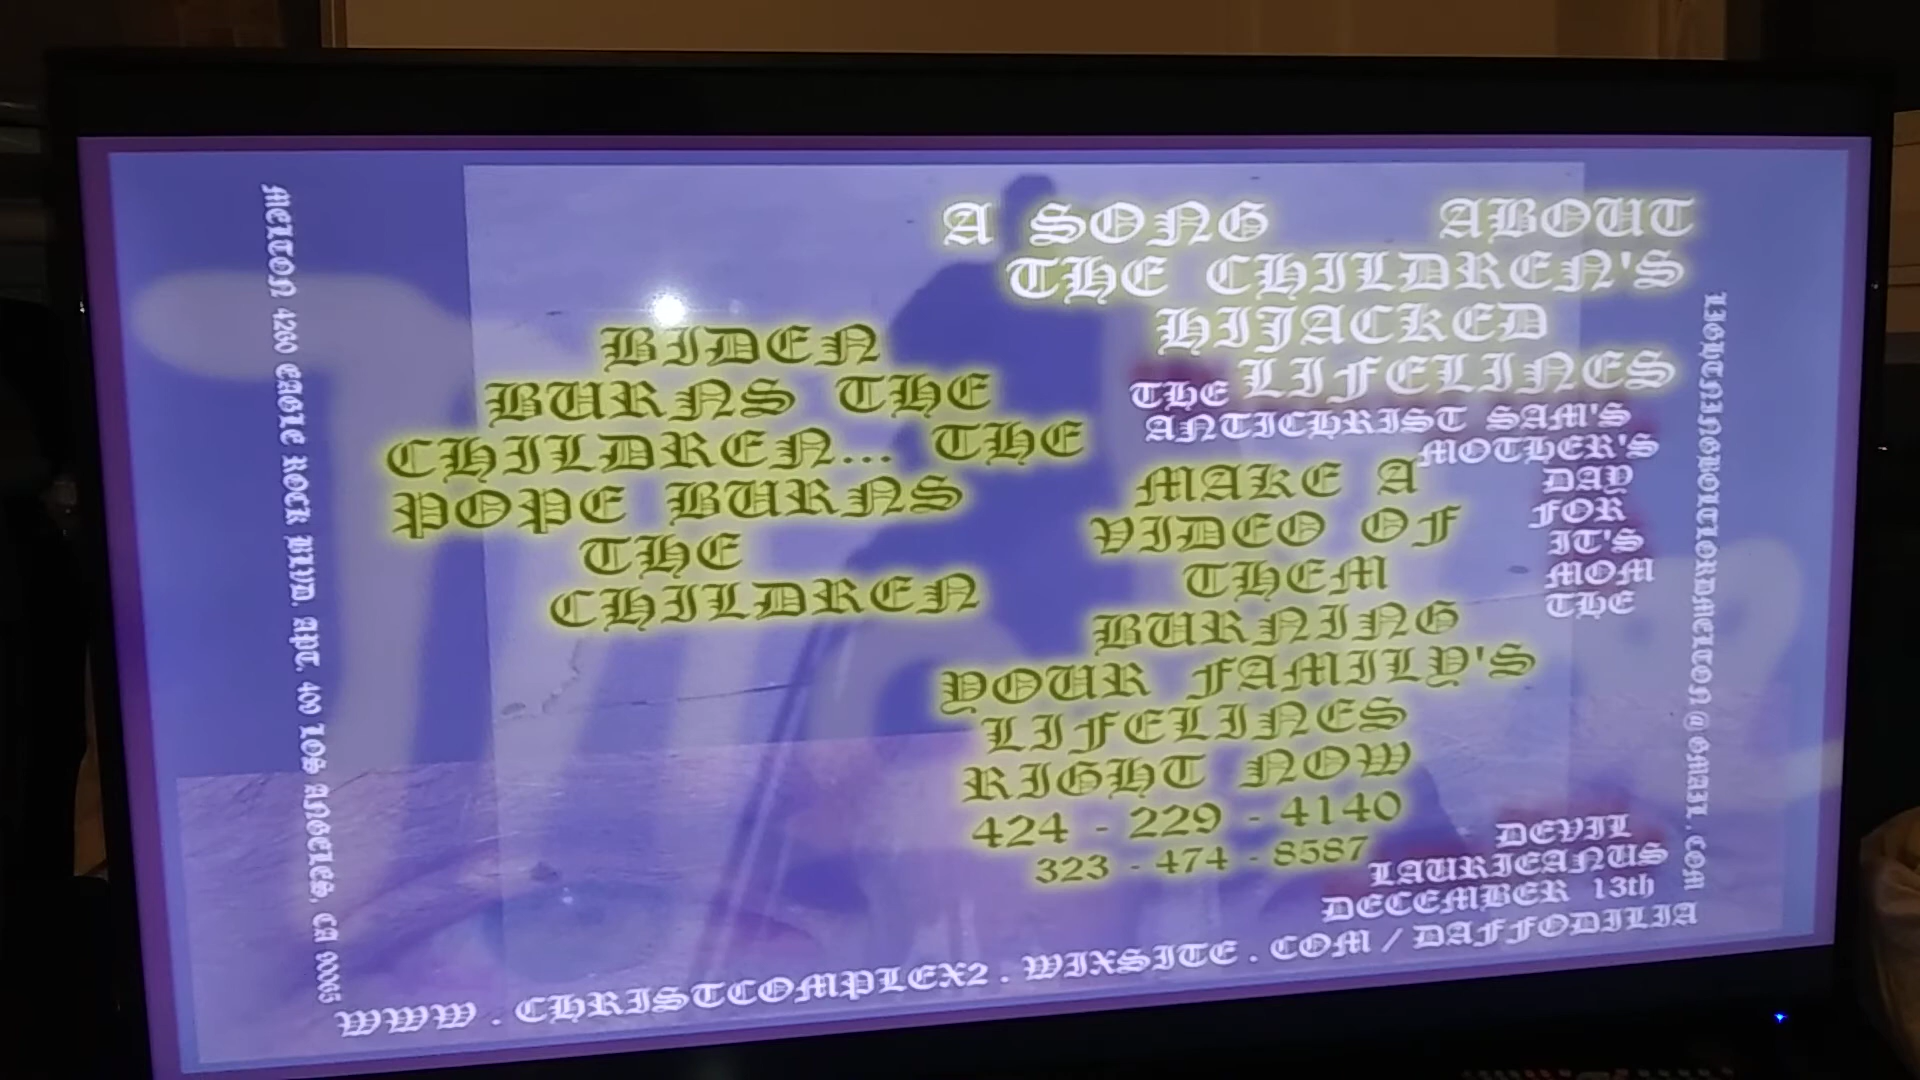 MELTON 4260 EAGLE ROCK BLVD. APT. 409 LOS ANGELES, CA 90065
BIDEN
BURNS THE
CHILDREN... THE
POPE BURNS
THE
CHILDREN
A SONG ABOUT
THE CHILDREN'S
HIJACKED
LIFELINES
THE
ANTICHRIST SAM'S
MOTHER'S
DAY
FOR
IT'S
MOM
THE
MAKE A
VIDEO OF
THEM
BURNING
YOUR FAMILY'S
LIFELINES
RIGHT NOW
424 - 229 - 4140
323 - 474 - 8587
DEVIL
LAURIEANUS
DECEMBER 13th
WWW . CHRISTCOMPLEX2 . WIXSITE . COM / DAFFODILIA
LIGHTNINGBOLTLORDMELTON @ GMAIL . COM